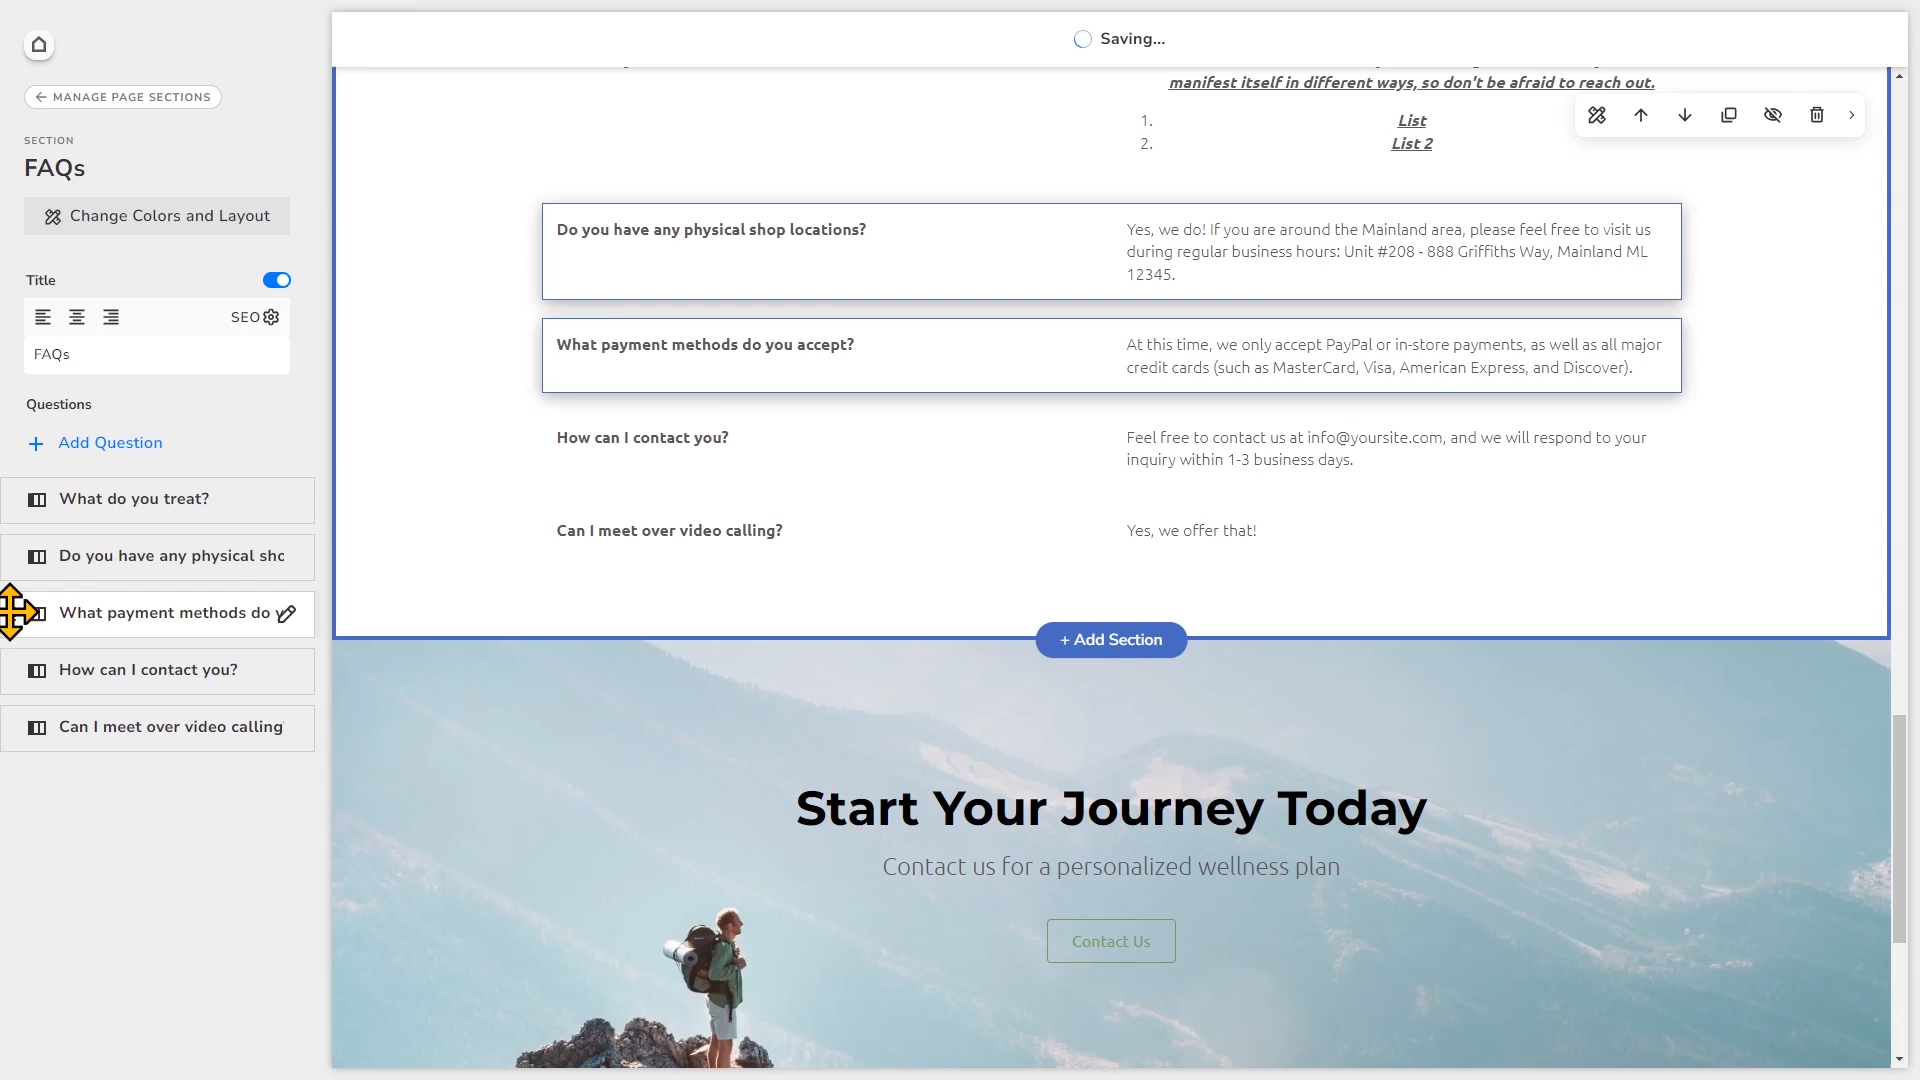 Saving...
MANAGE PAGE SECTIONS
SECTION
FAQs
Change Colors and Layout
Title
SEO
FAQs
Questions
Add Question
What do you treat?
Do you have any physical sho
What payment methods do y
How can I contact you?
Can I meet over video calling
manifest itself in different ways, so don't be afraid to reach out.
1. List
2. List 2
Do you have any physical shop locations?
Yes, we do! If you are around the Mainland area, please feel free to visit us
during regular business hours: Unit #208 - 888 Griffiths Way, Mainland ML
12345.
What payment methods do you accept?
At this time, we only accept PayPal or in-store payments, as well as all major
credit cards (such as MasterCard, Visa, American Express, and Discover).
How can I contact you?
Feel free to contact us at info@yoursite.com, and we will respond to your
inquiry within 1-3 business days.
Can I meet over video calling?
Yes, we offer that!
+ Add Section
Start Your Journey Today
Contact us for a personalized wellness plan
Contact Us